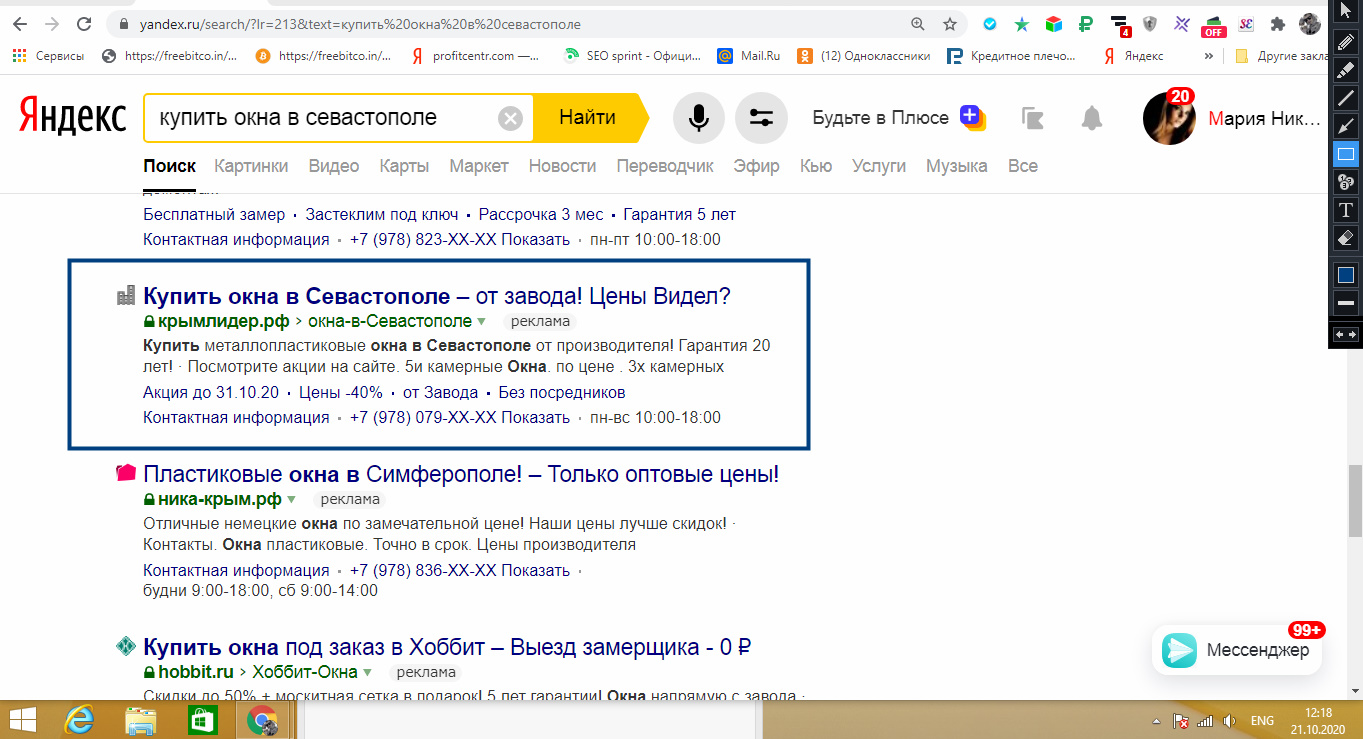 yandex.ru/search/?lr=213&text=купить%20окна%20в%20севастополе
4
OFF
Сервисы
https://freebitco.in/...
https://freebitco.in/...
profitcentr.com —...
SEO sprint - Офици...
Mail.Ru
(12) Одноклассники
Кредитное плечо...
Яндекс
»
Другие закла
Яндекс
купить окна в севастополе
Найти
Будьте в Плюсе
20
Мария Ник...
Поиск Картинки Видео Карты Маркет Новости Переводчик Эфир Кью Услуги Музыка Все
Бесплатный замер · Застеклим под ключ · Рассрочка 3 мес · Гарантия 5 лет
Контактная информация · +7 (978) 823-XX-XX Показать · пн-пт 10:00-18:00
Купить окна в Севастополе – от завода! Цены Видел?
крымлидер.рф › окна-в-Севастополе реклама
Купить металлопластиковые окна в Севастополе от производителя! Гарантия 20
лет! · Посмотрите акции на сайте. 5и камерные Окна. по цене . 3х камерных
Акция до 31.10.20 · Цены -40% · от Завода · Без посредников
Контактная информация · +7 (978) 079-XX-XX Показать · пн-вс 10:00-18:00
Пластиковые окна в Симферополе! – Только оптовые цены!
ника-крым.рф реклама
Отличные немецкие окна по замечательной цене! Наши цены лучше скидок! ·
Контакты. Окна пластиковые. Точно в срок. Цены производителя
Контактная информация · +7 (978) 836-XX-XX Показать ·
будни 9:00-18:00, сб 9:00-14:00
Купить окна под заказ в Хоббит – Выезд замерщика - 0 ₽
hobbit.ru › Хоббит-Окна реклама
Скидки до 50% + москитная сетка в подарок! 5 лет гарантии! Окна напрямую с завода ·
99+
Мессенджер
ENG
12:18
21.10.2020